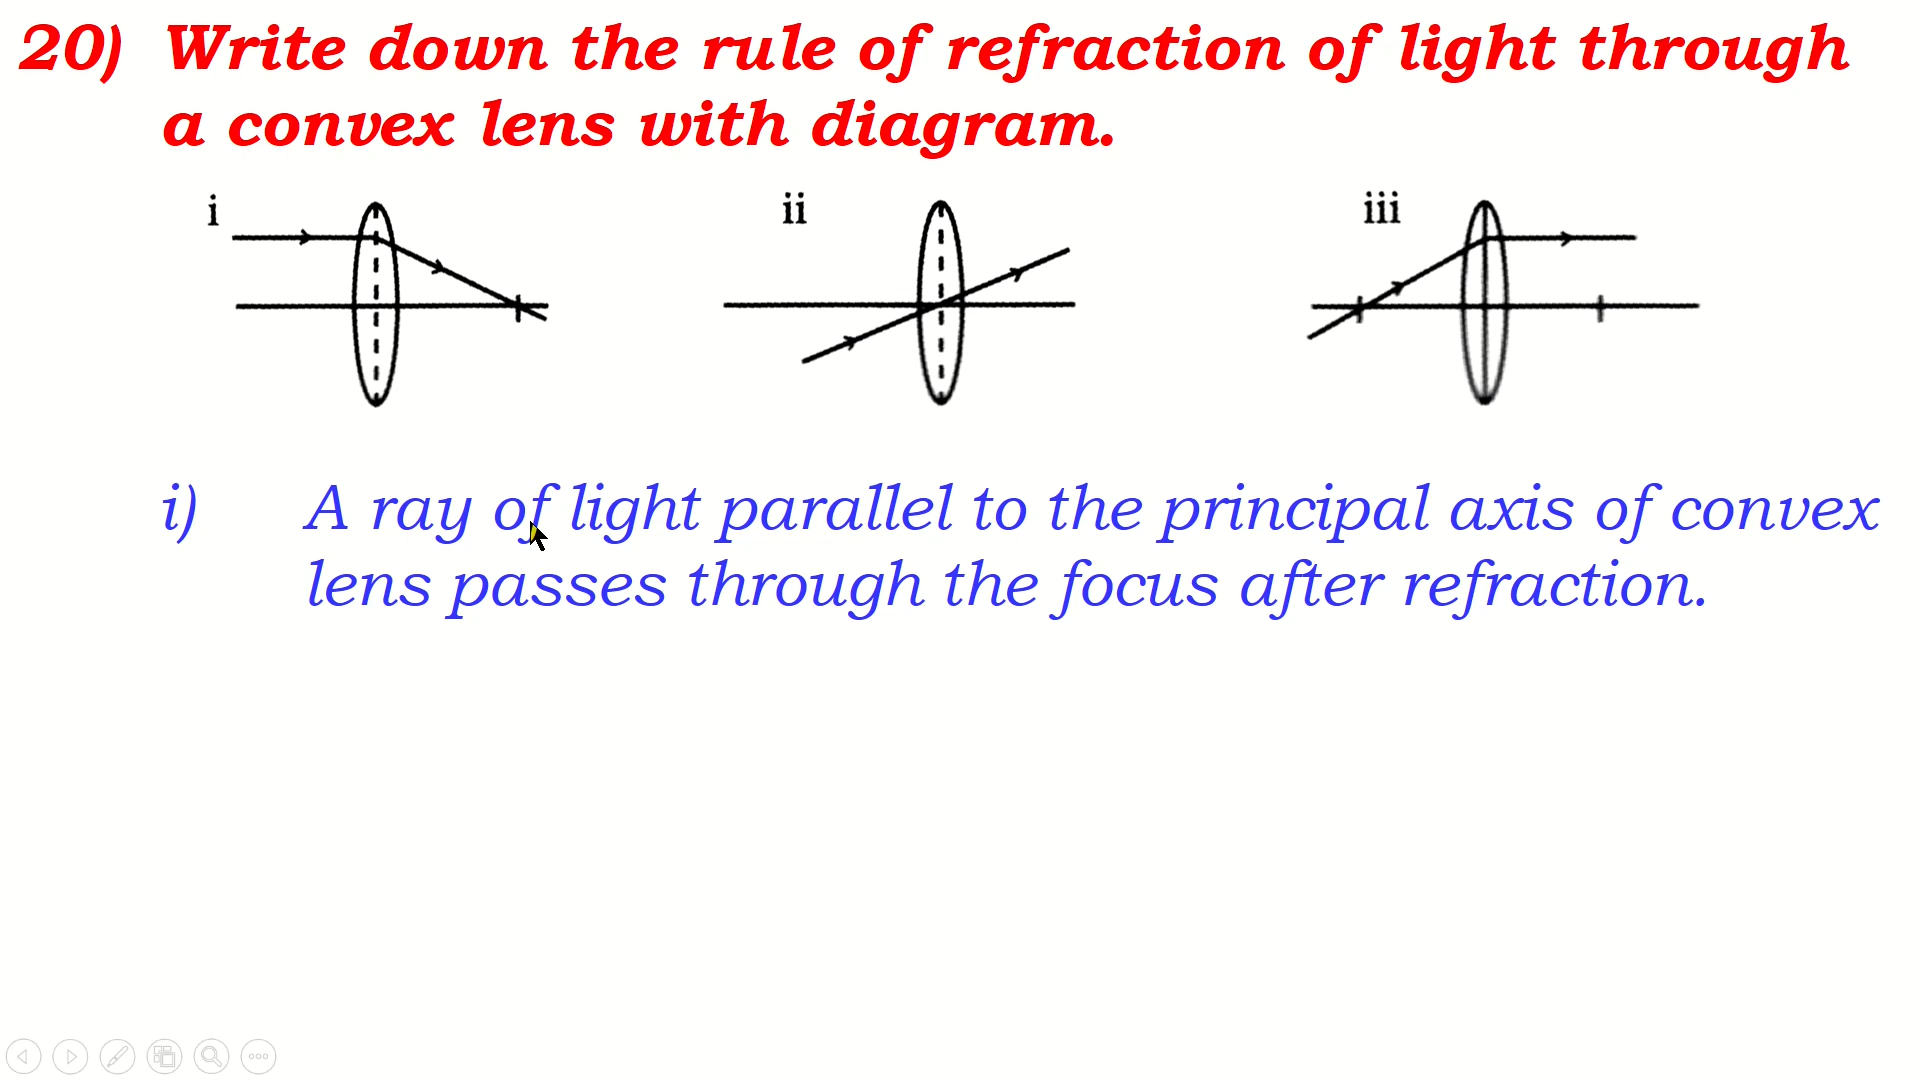 20) Write down the rule of refraction of light through
a convex lens with diagram.
i
ii
iii
i) A ray of light parallel to the principal axis of convex
lens passes through the focus after refraction.